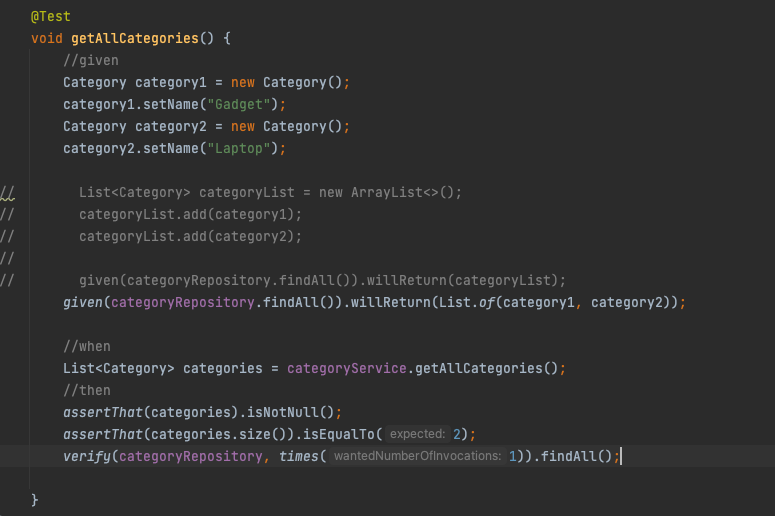 @Test
void getAllCategories() {
//given
Category category1 = new Category();
category1.setName("Gadget");
Category category2 = new Category();
category2.setName("Laptop");
//        List<Category> categoryList = new ArrayList<>();
//        categoryList.add(category1);
//        categoryList.add(category2);
//
//        given(categoryRepository.findAll()).willReturn(categoryList);
given(categoryRepository.findAll()).willReturn(List.of(category1, category2));
//when
List<Category> categories = categoryService.getAllCategories();
//then
assertThat(categories).isNotNull();
assertThat(categories.size()).isEqualTo( expected: 2);
verify(categoryRepository, times( wantedNumberOfInvocations: 1)).findAll();
}